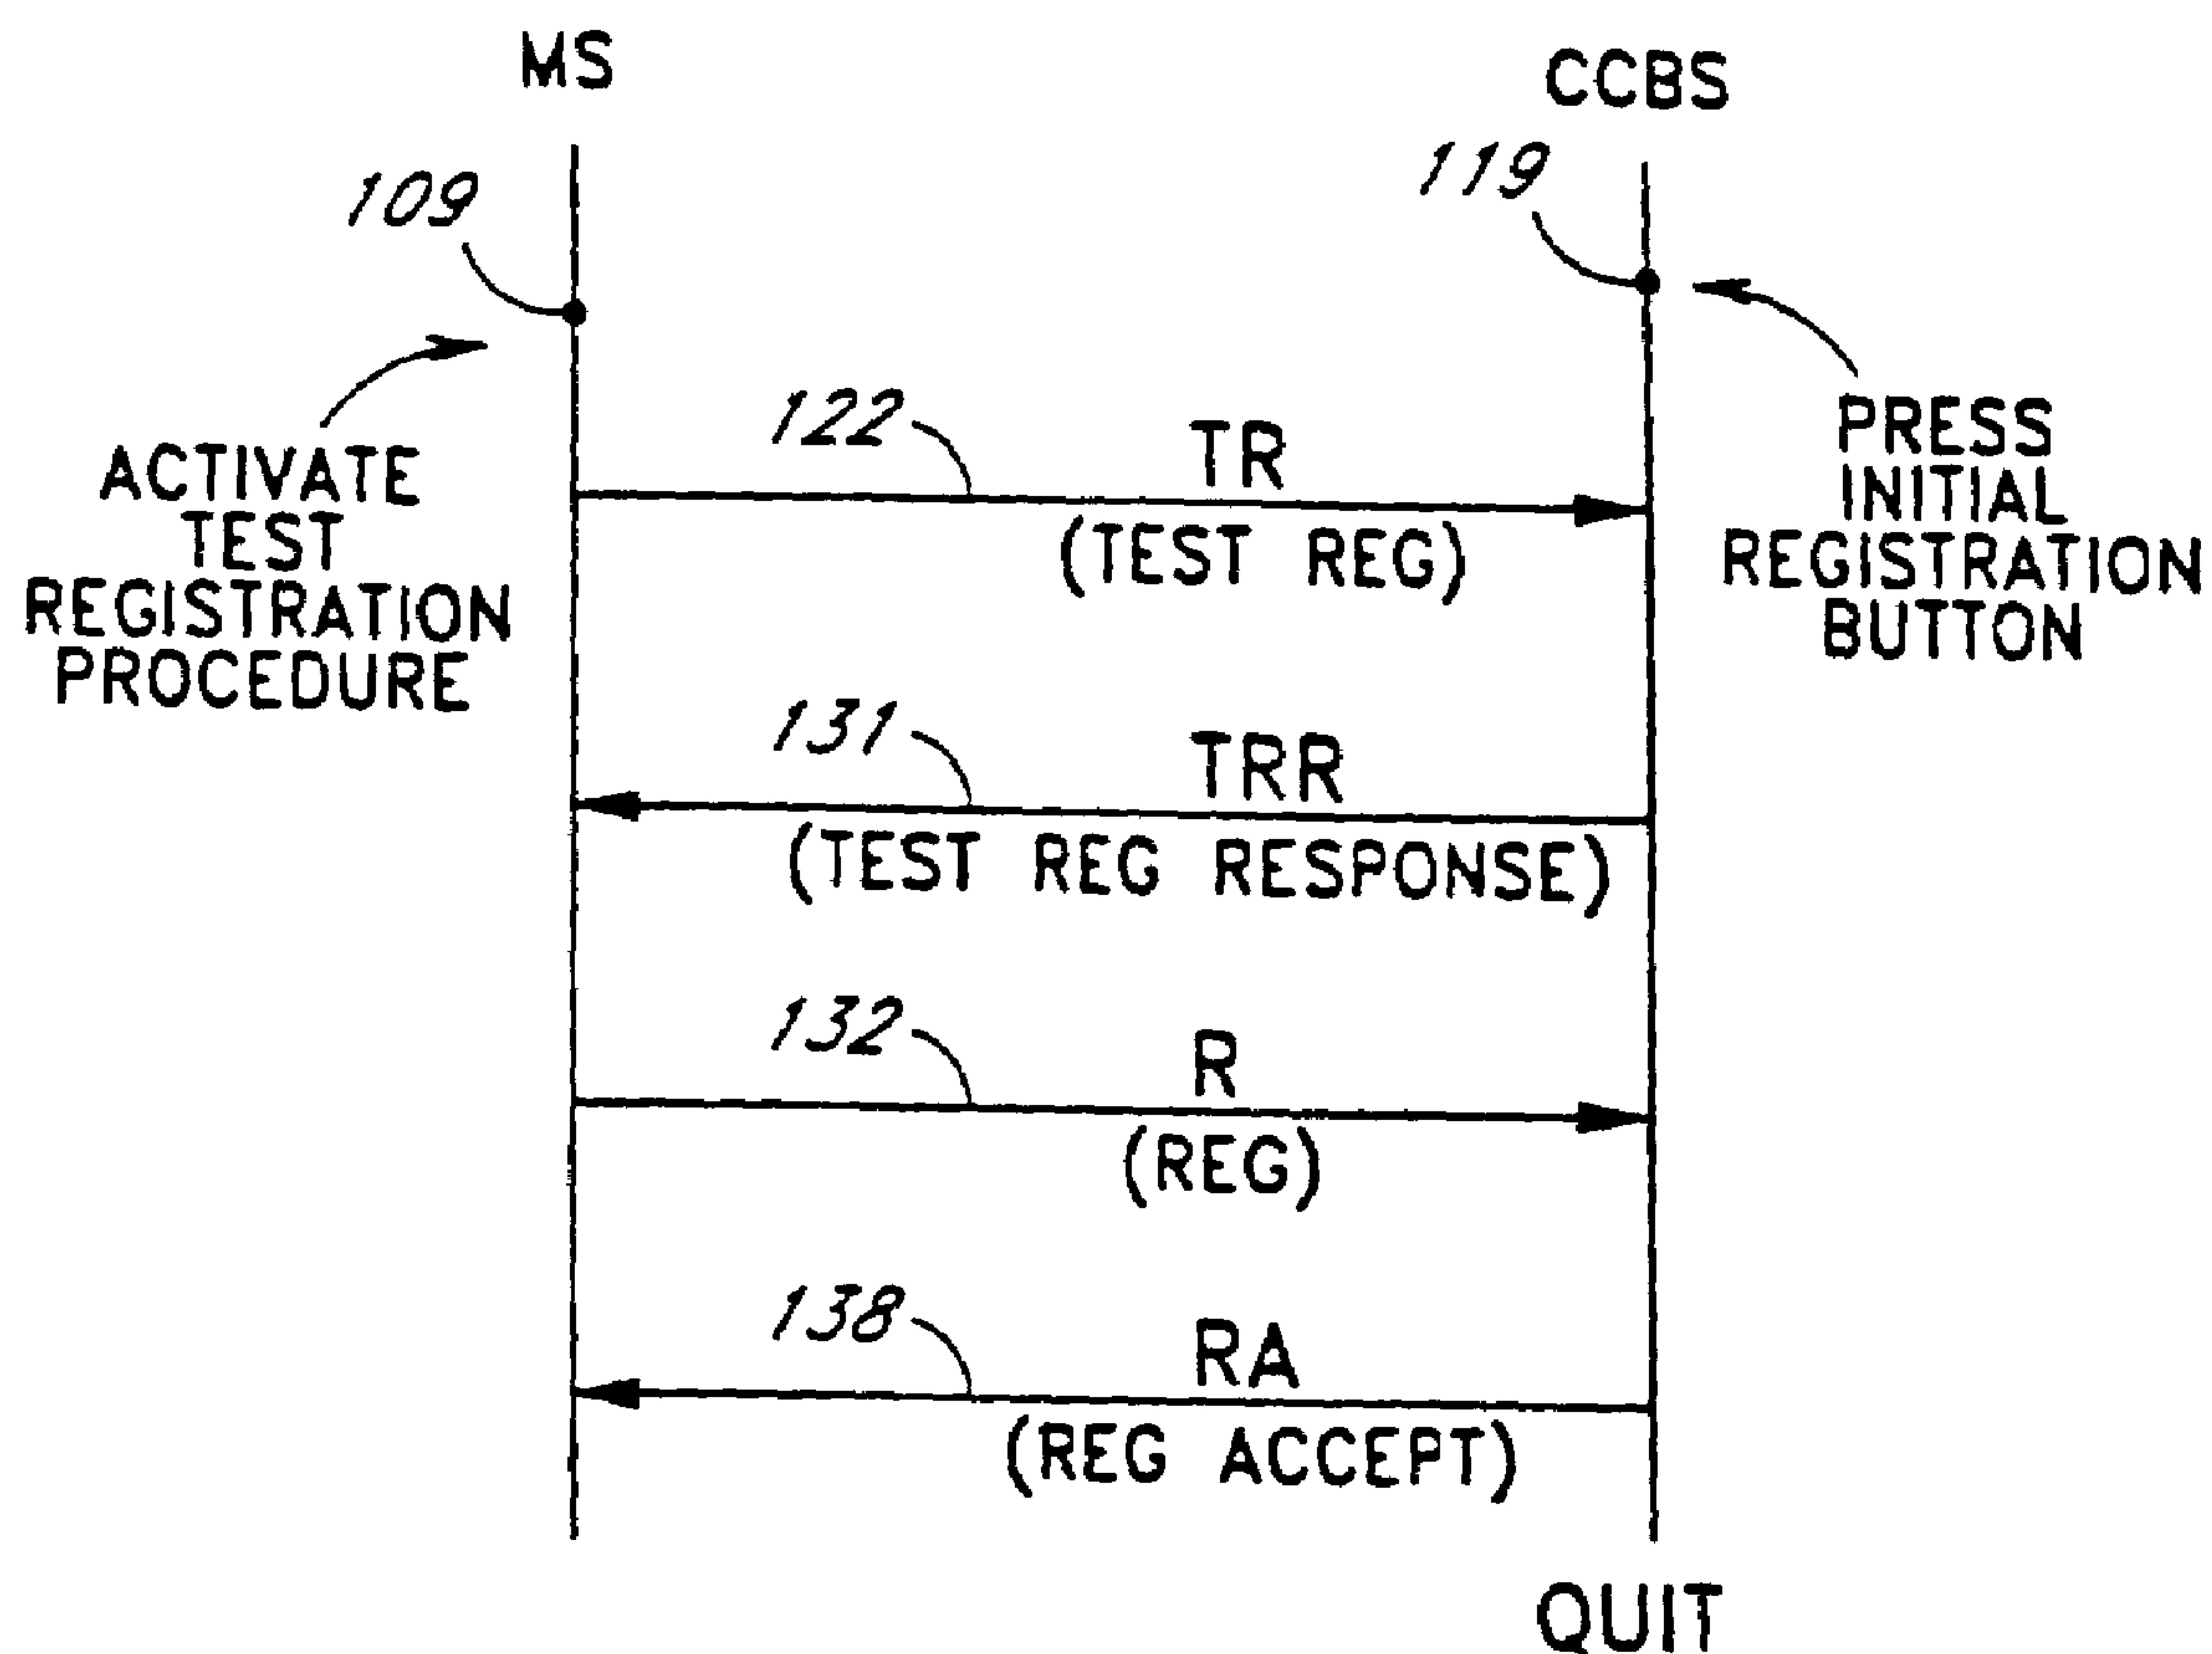 MS
CCBS
109
119
ACTIVATE
TEST
REGISTRATION
PROCEDURE
PRESS
INITIAL
REGISTRATION
BUTTON
122
TR
(TEST REG)
131
TRR
(TEST REG RESPONSE)
132
R
(REG)
138
RA
(REG ACCEPT)
QUIT